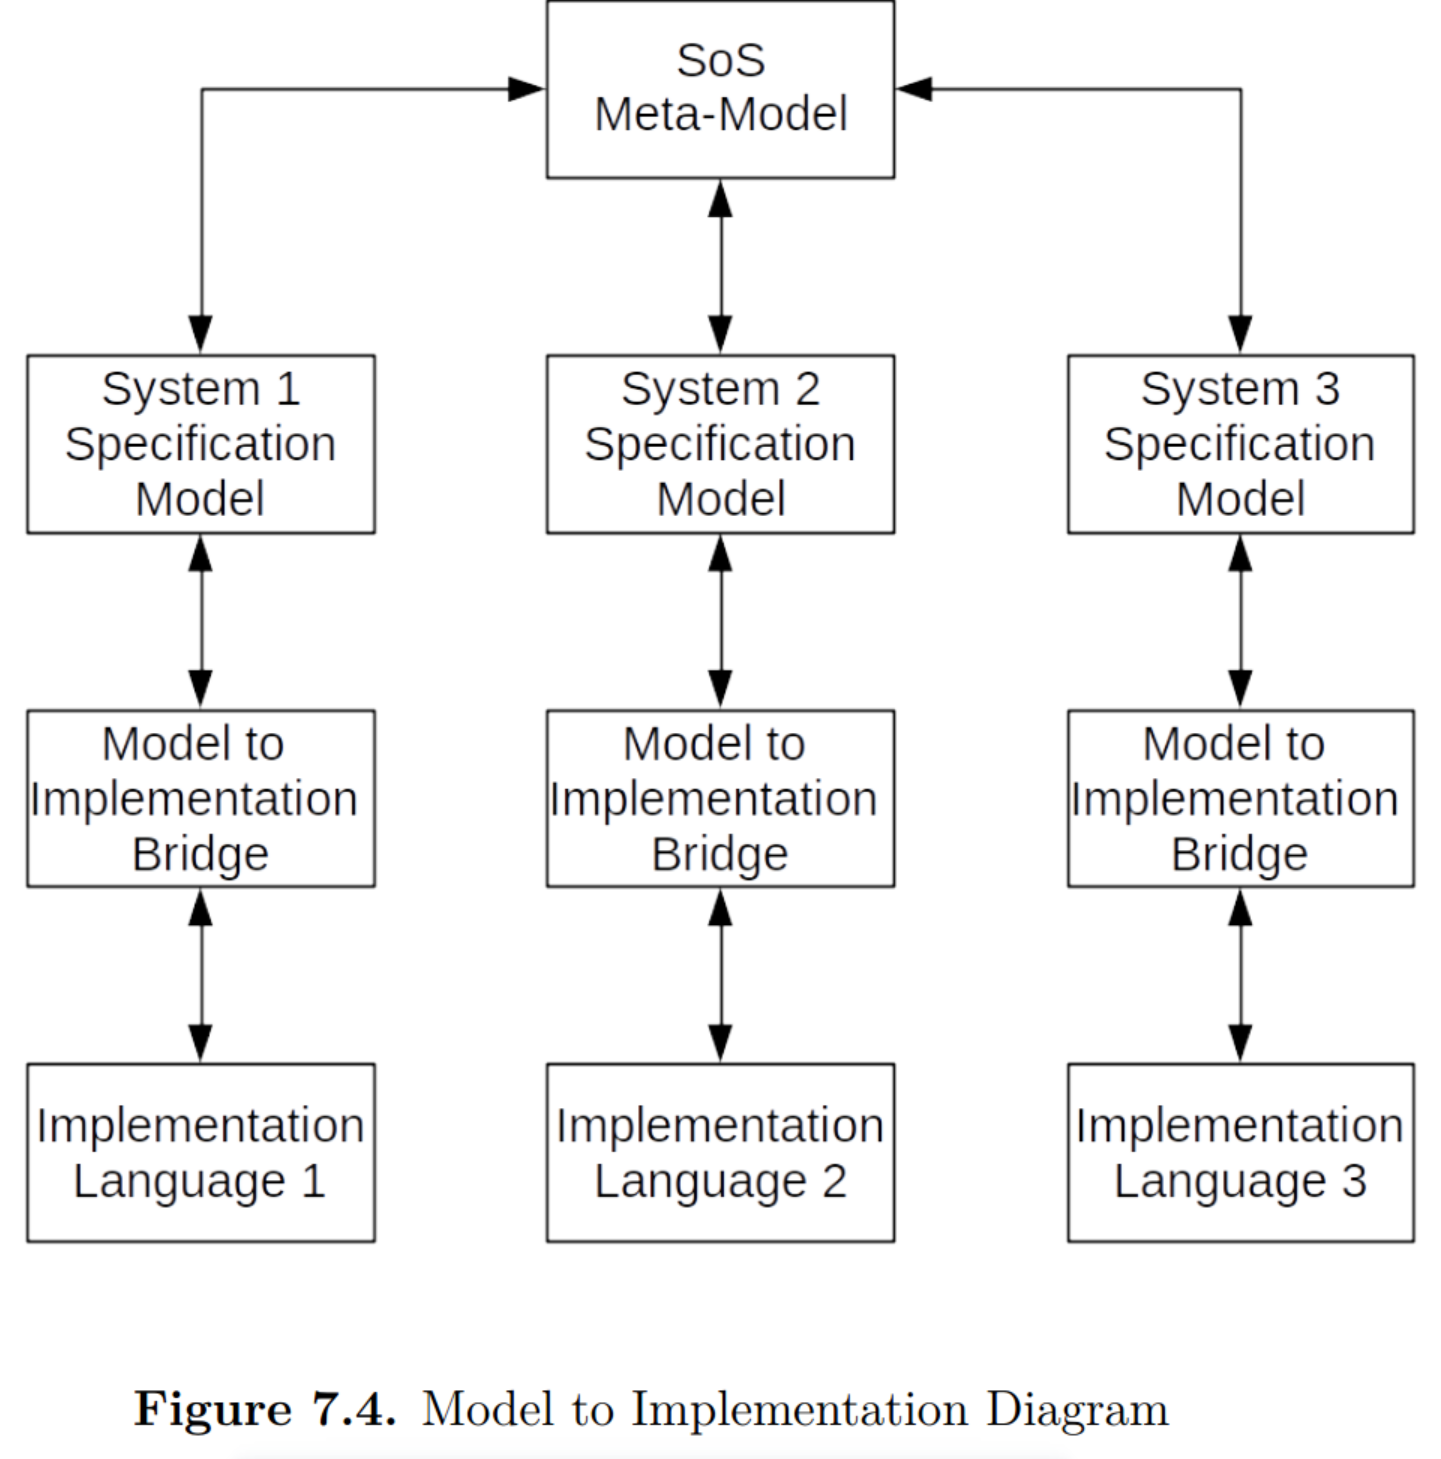 SoS
Meta-Model
System 1
Specification
Model
System 2
Specification
Model
System 3
Specification
Model
Model to
Implementation
Bridge
Model to
Implementation
Bridge
Model to
Implementation
Bridge
Implementation
Language 1
Implementation
Language 2
Implementation
Language 3
Figure 7.4. Model to Implementation Diagram